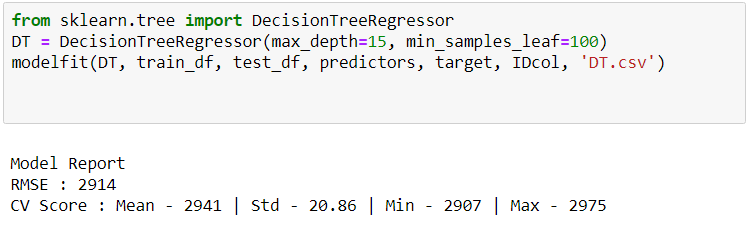 from sklearn.tree import DecisionTreeRegressor
DT = DecisionTreeRegressor(max_depth=15, min_samples_leaf=100)
modelfit(DT, train_df, test_df, predictors, target, IDcol, 'DT.csv')
Model Report
RMSE : 2914
CV Score : Mean - 2941 | Std - 20.86 | Min - 2907 | Max - 2975